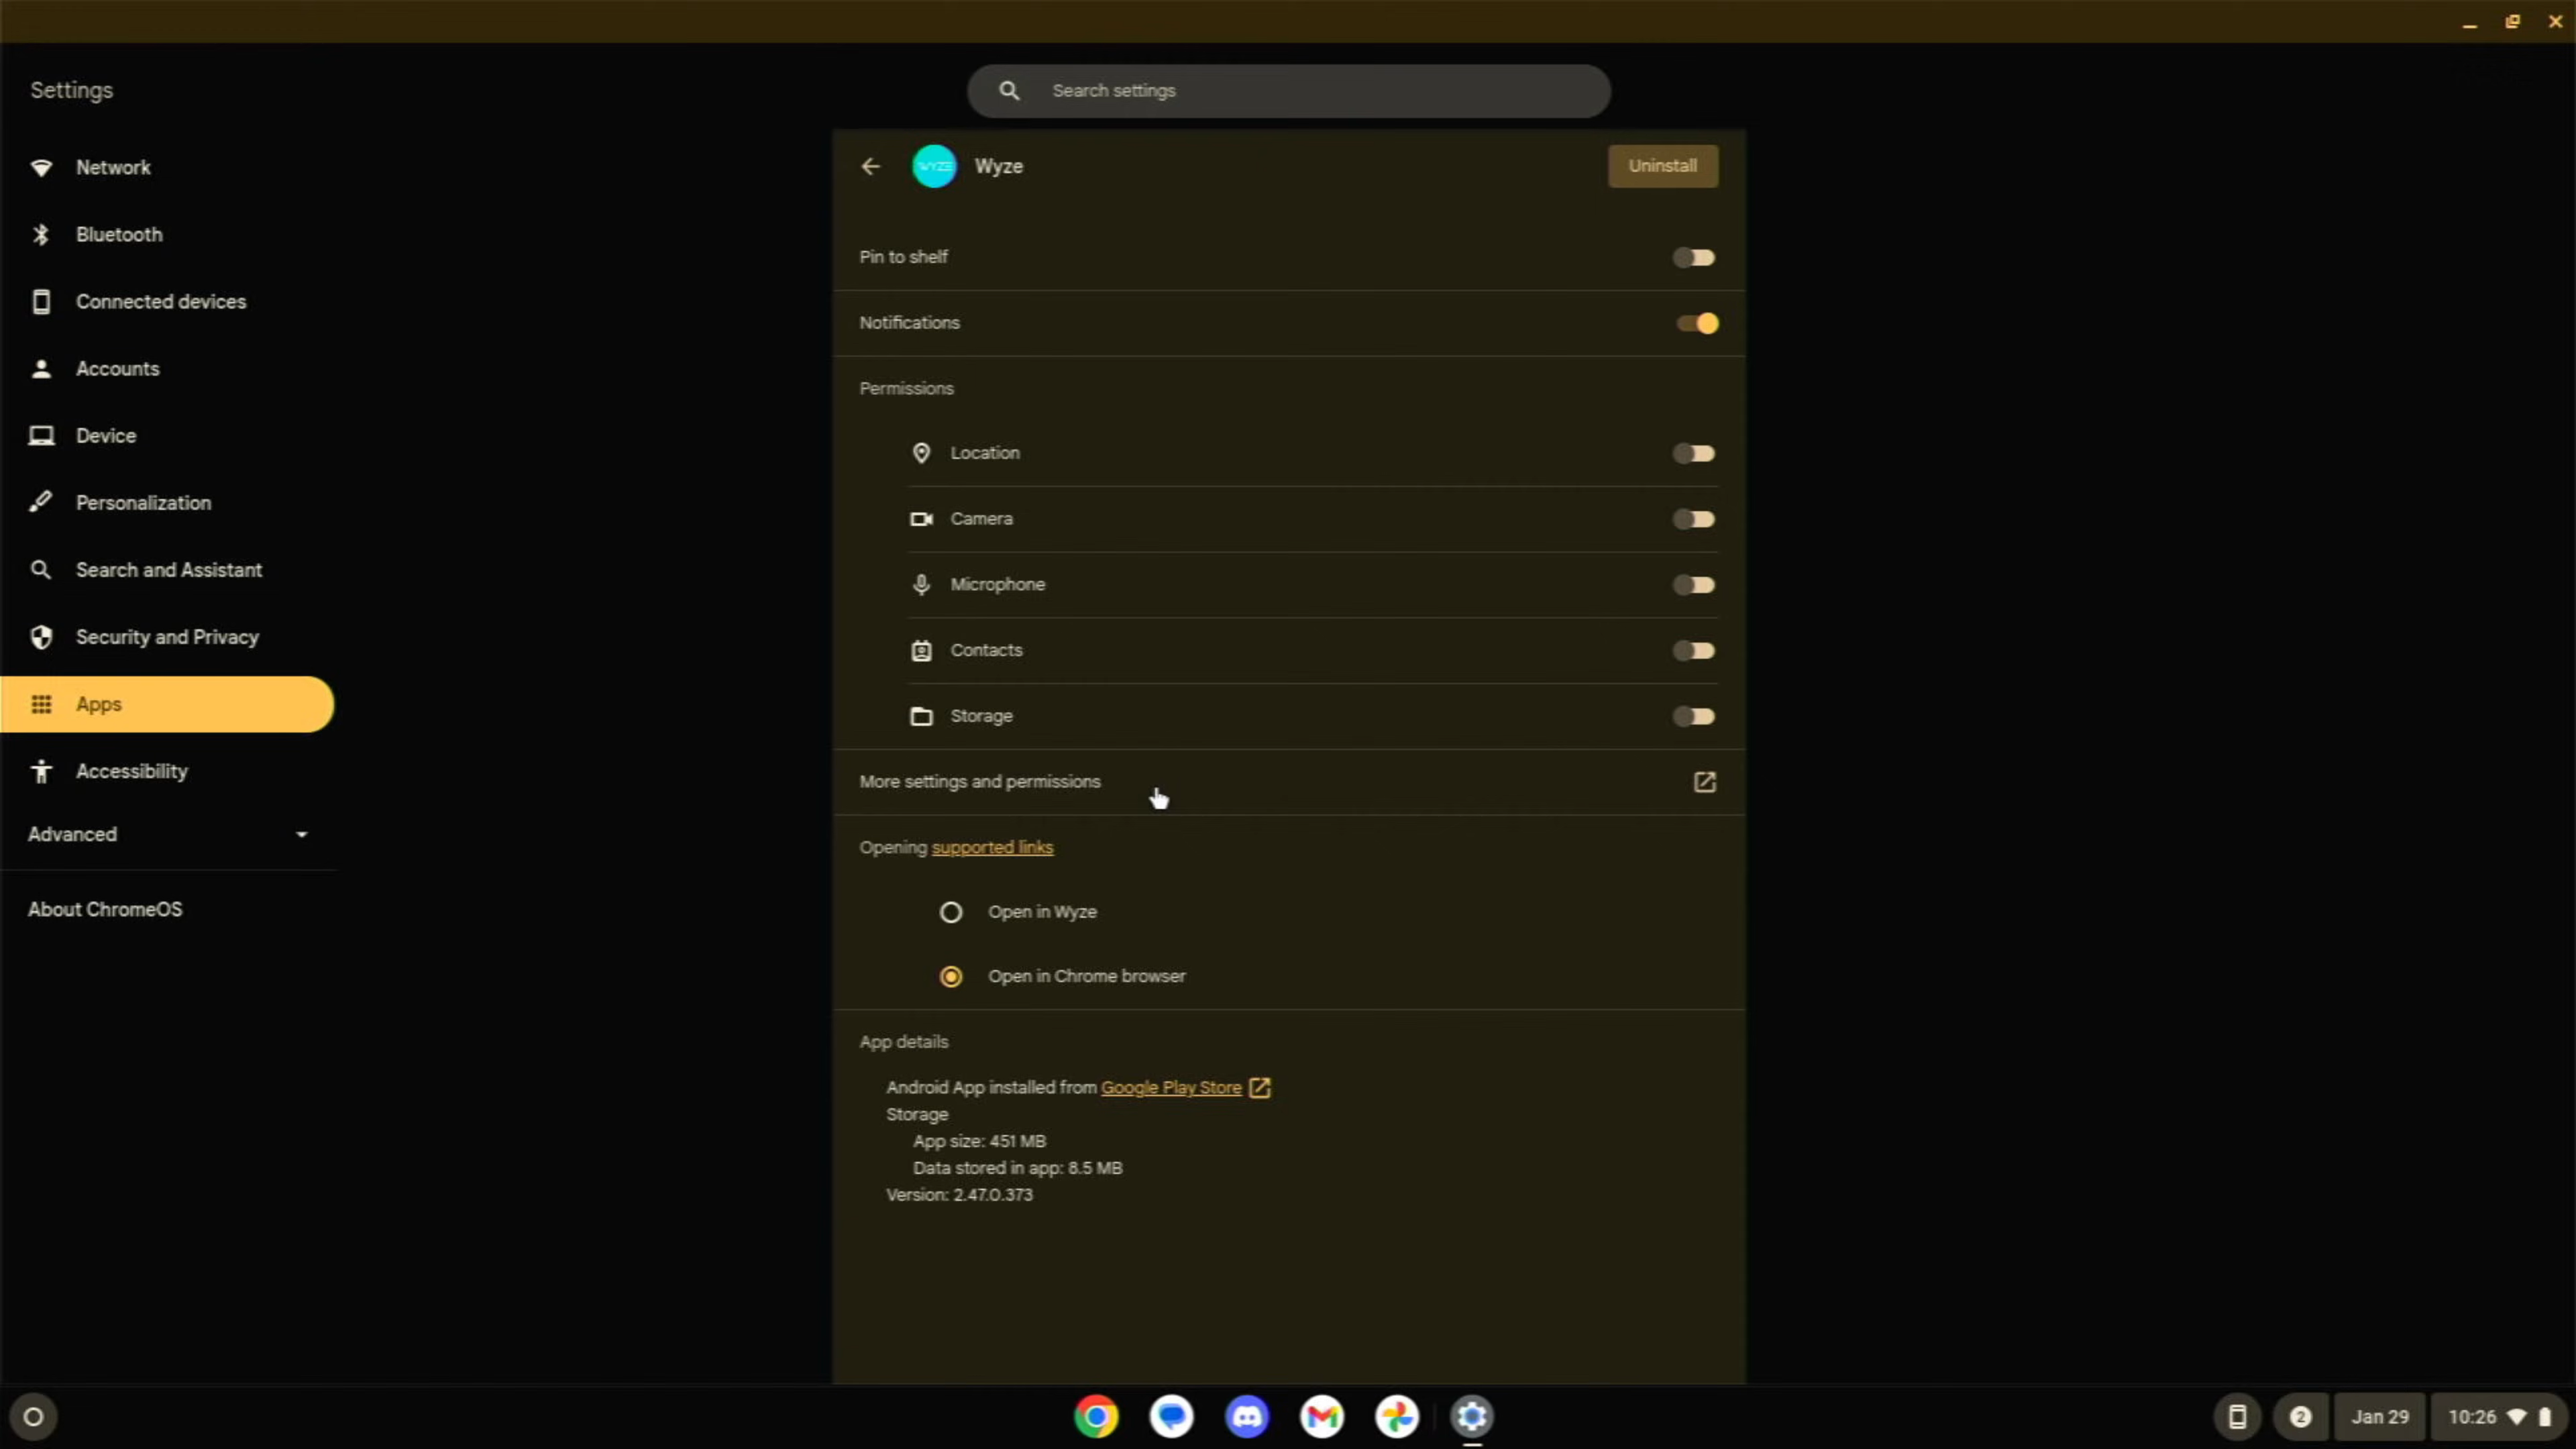 Settings
Search settings
Network
Bluetooth
Connected devices
Accounts
Device
Personalization
Search and Assistant
Security and Privacy
Apps
Accessibility
Advanced
About ChromeOS
WYZE
Wyze
Uninstall
Pin to shelf
Notifications
Permissions
Location
Camera
Microphone
Contacts
Storage
More settings and permissions
Opening supported links
Open in Wyze
Open in Chrome browser
App details
Android App installed from Google Play Store
Storage
App size: 451 MB
Data stored in app: 8.5 MB
Version: 2.47.0.373
2
Jan 29
10:26